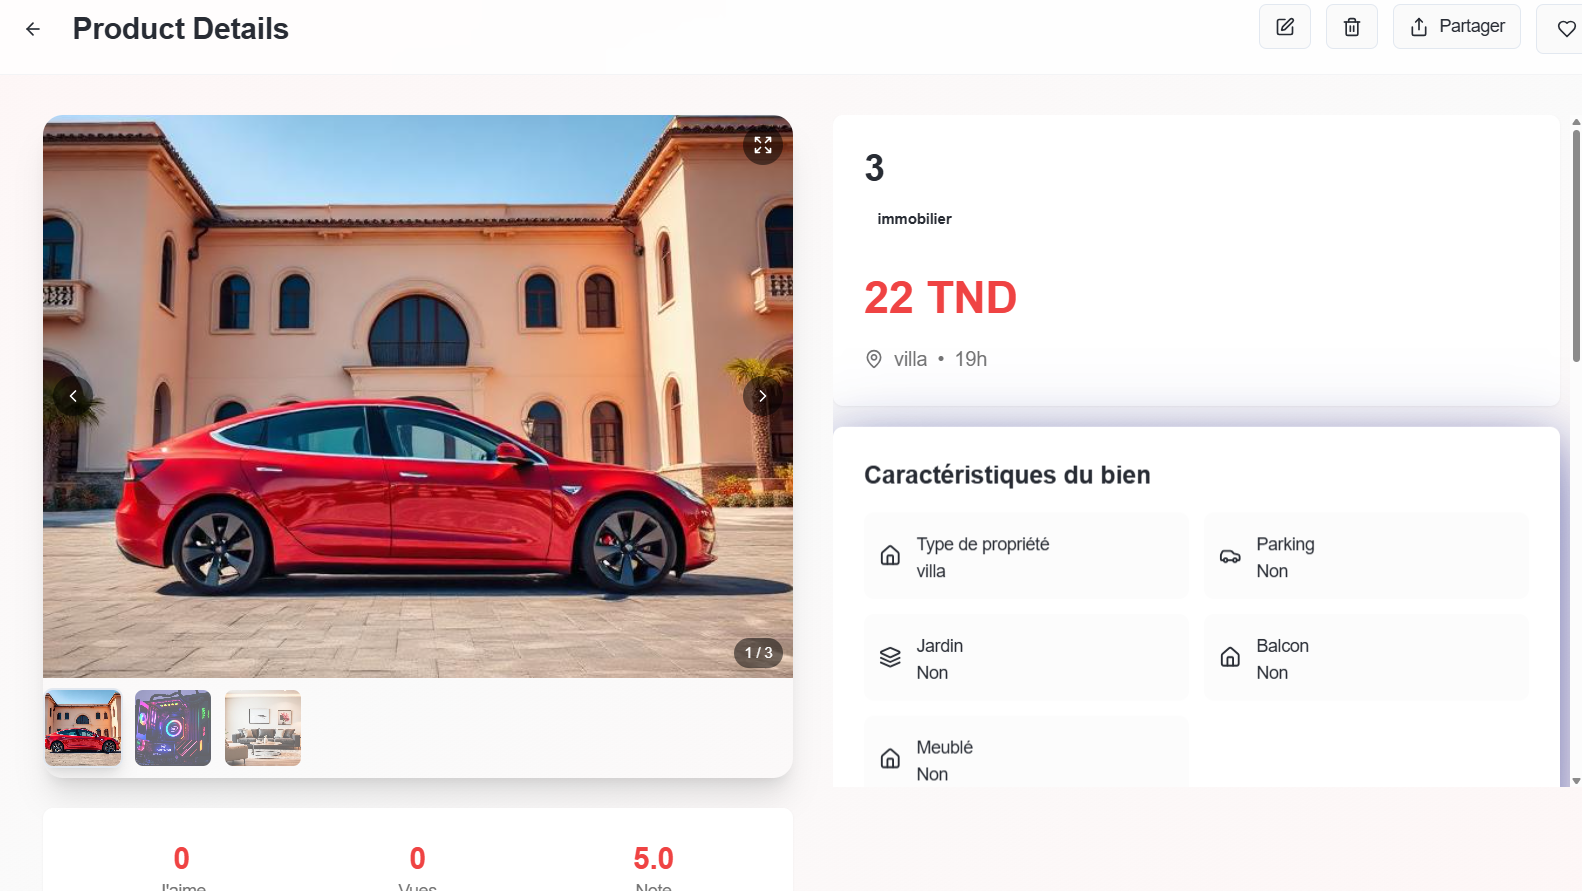 Product Details
Partager
3
immobilier
22 TND
villa • 19h
Caractéristiques du bien
Type de propriété
villa
Parking
Non
Jardin
Non
Balcon
Non
Meublé
Non
1 / 3
0
0
5.0
J'aime
Vues
Note